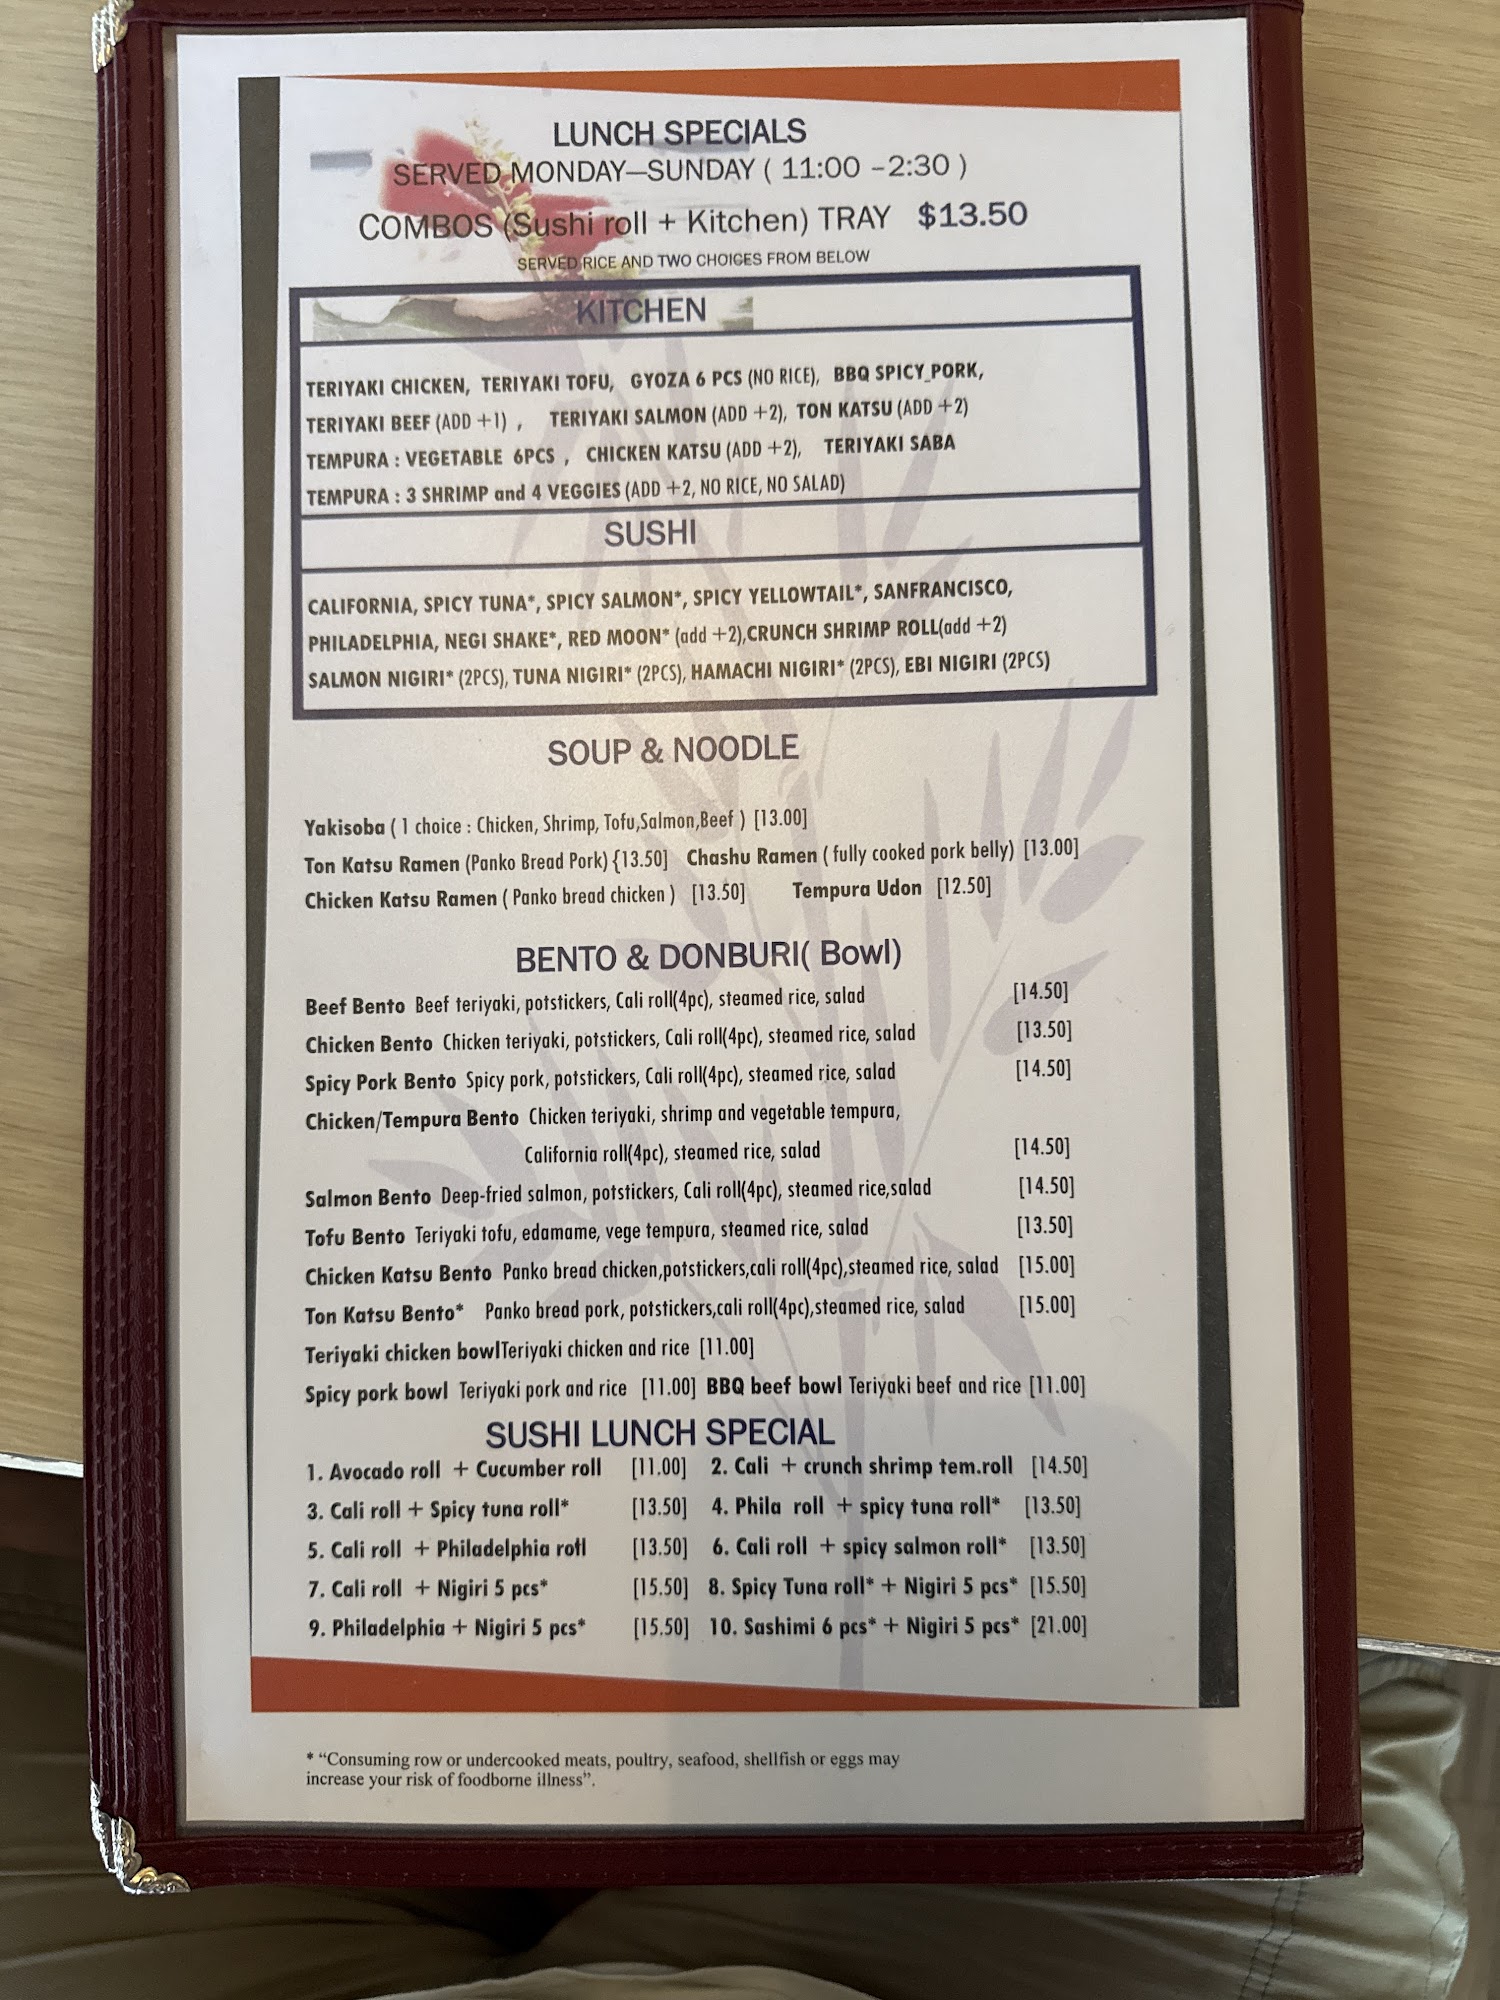 LUNCH SPECIALS
SERVED MONDAY—SUNDAY ( 11:00 -2:30 )
COMBOS (Sushi roll + Kitchen) TRAY $13.50
SERVED RICE AND TWO CHOICES FROM BELOW
KITCHEN
TERIYAKI CHICKEN, TERIYAKI TOFU, GYOZA 6 PCS (NO RICE), BBQ SPICY PORK,
TERIYAKI BEEF (ADD +1) , TERIYAKI SALMON (ADD +2), TON KATSU (ADD +2)
TEMPURA : VEGETABLE 6PCS , CHICKEN KATSU (ADD +2), TERIYAKI SABA
TEMPURA : 3 SHRIMP and 4 VEGGIES (ADD +2, NO RICE, NO SALAD)
SUSHI
CALIFORNIA, SPICY TUNA*, SPICY SALMON*, SPICY YELLOWTAIL*, SANFRANCISCO,
PHILADELPHIA, NEGI SHAKE*, RED MOON* (add +2),CRUNCH SHRIMP ROLL(add +2)
SALMON NIGIRI* (2PCS), TUNA NIGIRI* (2PCS), HAMACHI NIGIRI* (2PCS), EBI NIGIRI (2PCS)
SOUP & NOODLE
Yakisoba ( 1 choice : Chicken, Shrimp, Tofu,Salmon,Beef ) [13.00]
Ton Katsu Ramen (Panko Bread Pork) {13.50] Chashu Ramen ( fully cooked pork belly) [13.00]
Chicken Katsu Ramen ( Panko bread chicken ) [13.50] Tempura Udon [12.50]
BENTO & DONBURI( Bowl)
Beef Bento Beef teriyaki, potstickers, Cali roll(4pc), steamed rice, salad [14.50]
Chicken Bento Chicken teriyaki, potstickers, Cali roll(4pc), steamed rice, salad [13.50]
Spicy Pork Bento Spicy pork, potstickers, Cali roll(4pc), steamed rice, salad [14.50]
Chicken/Tempura Bento Chicken teriyaki, shrimp and vegetable tempura,
California roll(4pc), steamed rice, salad [14.50]
Salmon Bento Deep-fried salmon, potstickers, Cali roll(4pc), steamed rice,salad [14.50]
Tofu Bento Teriyaki tofu, edamame, vege tempura, steamed rice, salad [13.50]
Chicken Katsu Bento Panko bread chicken,potstickers,cali roll(4pc),steamed rice, salad [15.00]
Ton Katsu Bento* Panko bread pork, potstickers,cali roll(4pc),steamed rice, salad [15.00]
Teriyaki chicken bowlTeriyaki chicken and rice [11.00]
Spicy pork bowl Teriyaki pork and rice [11.00] BBQ beef bowl Teriyaki beef and rice [11.00]
SUSHI LUNCH SPECIAL
1. Avocado roll + Cucumber roll [11.00] 2. Cali + crunch shrimp tem.roll [14.50]
3. Cali roll + Spicy tuna roll* [13.50] 4. Phila roll + spicy tuna roll* [13.50]
5. Cali roll + Philadelphia rotl [13.50] 6. Cali roll + spicy salmon roll* [13.50]
7. Cali roll + Nigiri 5 pcs* [15.50] 8. Spicy Tuna roll* + Nigiri 5 pcs* [15.50]
9. Philadelphia + Nigiri 5 pcs* [15.50] 10. Sashimi 6 pcs* + Nigiri 5 pcs* [21.00]
* "Consuming row or undercooked meats, poultry, seafood, shellfish or eggs may
increase your risk of foodborne illness".